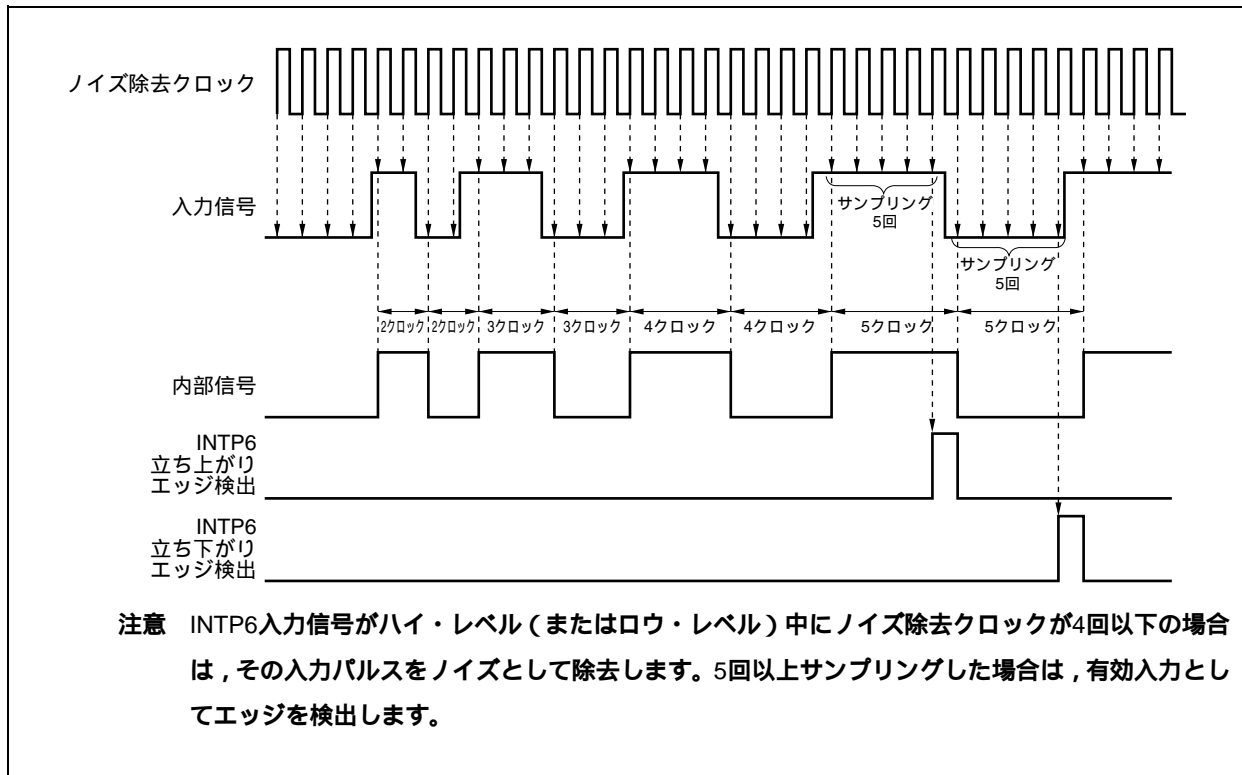 ノイズ除去クロック
入力信号
サンプリング
5回
サンプリング
5回
2クロック 2クロック 3クロック 3クロック 4クロック 4クロック 5クロック 5クロック
内部信号
INTP6
立ち上がり
エッジ検出
INTP6
立ち下がり
エッジ検出
注意 INTP6入力信号がハイ・レベル(またはロウ・レベル)中にノイズ除去クロックが4回以下の場合
は,その入力パルスをノイズとして除去します。5回以上サンプリングした場合は,有効入力とし
てエッジを検出します。